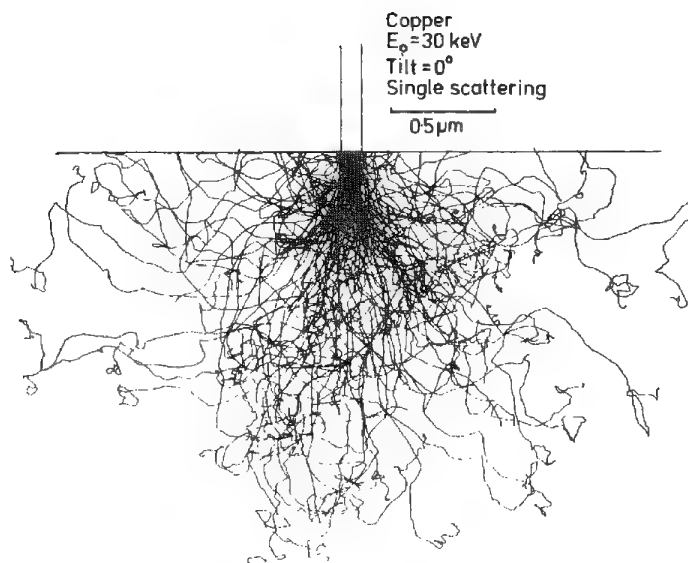 Copper
E₀=30 keV
Tilt=0°
Single scattering
0·5μm